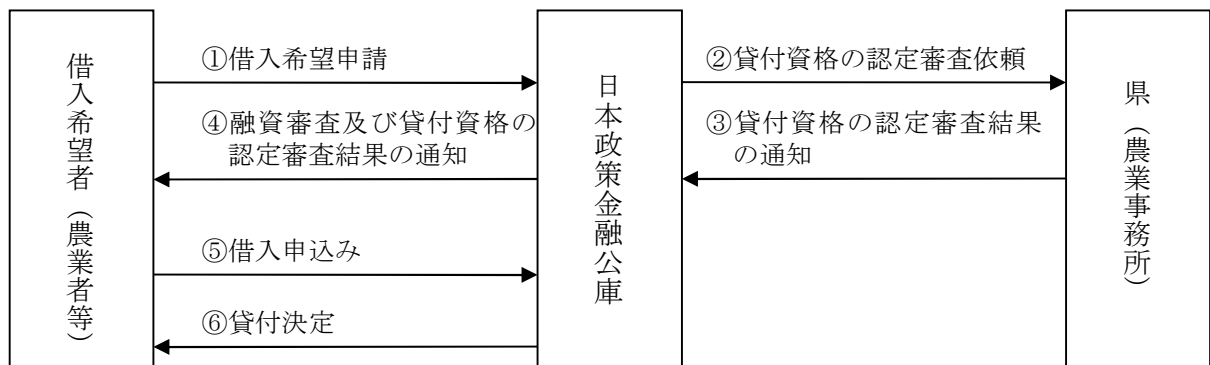 借入希望者（農業者等）
①借入希望申請
④融資審査及び貸付資格の
認定審査結果の通知
⑤借入申込み
⑥貸付決定
日本政策金融公庫
②貸付資格の認定審査依頼
③貸付資格の認定審査結果
の通知
県（農業事務所）